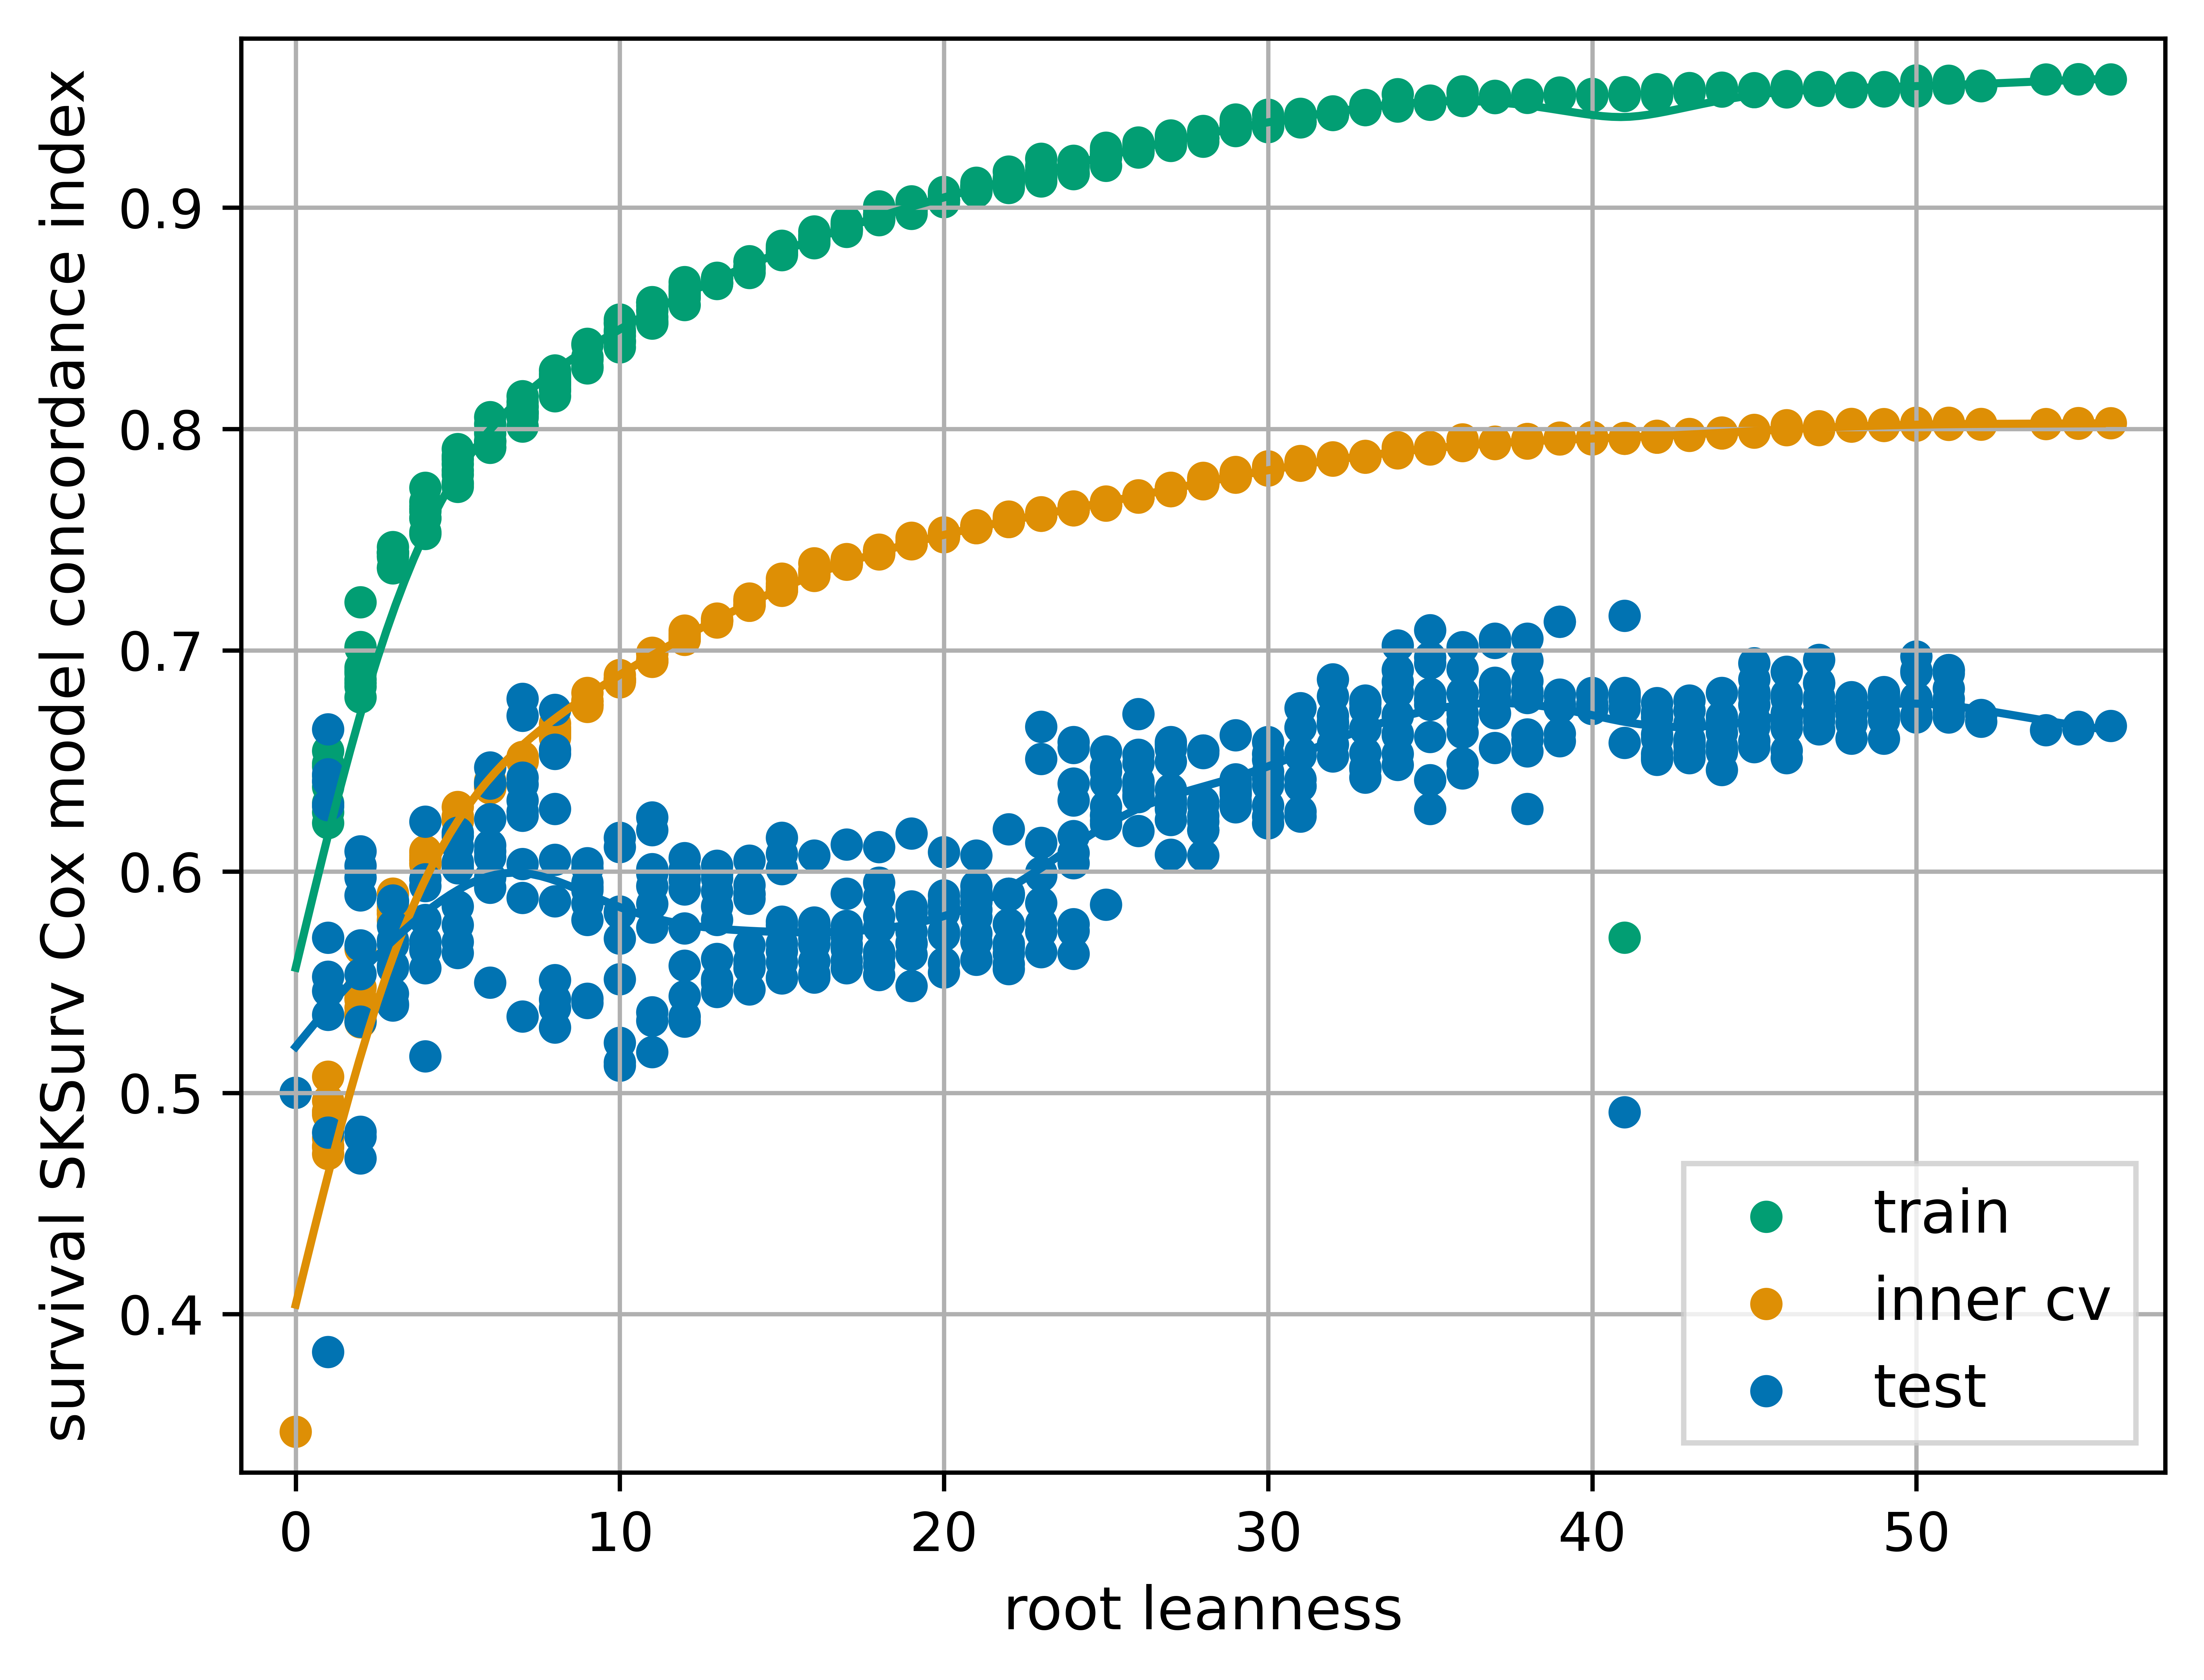 survival SKSurv Cox model concordance index
0.9
0.8
0.7
0.6
0.5
0.4
train
inner cv
test
0 10 20 30 40 50
root leanness